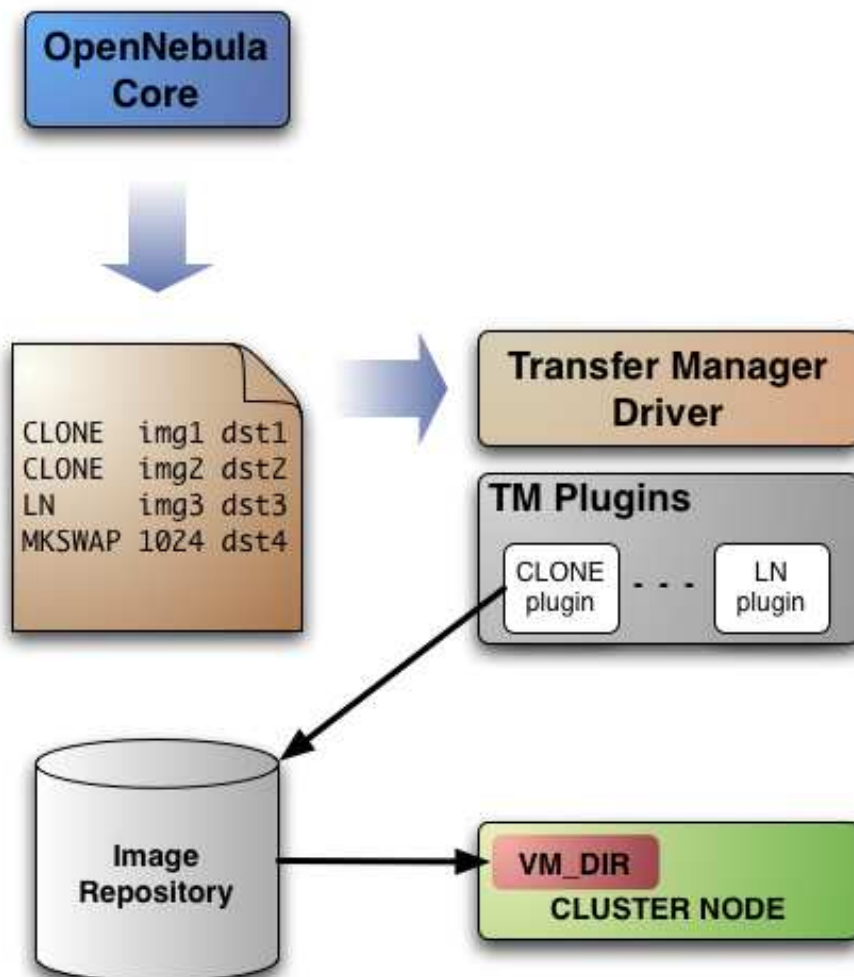 OpenNebula
Core
CLONE img1 dst1
CLONE img2 dst2
LN img3 dst3
MKSWAP 1024 dst4
Transfer Manager
Driver
TM Plugins
CLONE
plugin
- - -
LN
plugin
Image
Repository
VM_DIR
CLUSTER NODE